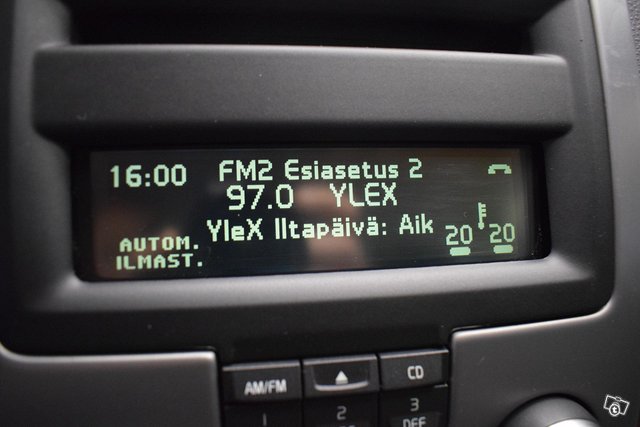 16:00 FM2 Esiasetus 2
97.0 YLEX
YleX Iltapäivä: Aik
AUTOM.
ILMAST.
20 20
AM/FM CD
1 2 3
DEF